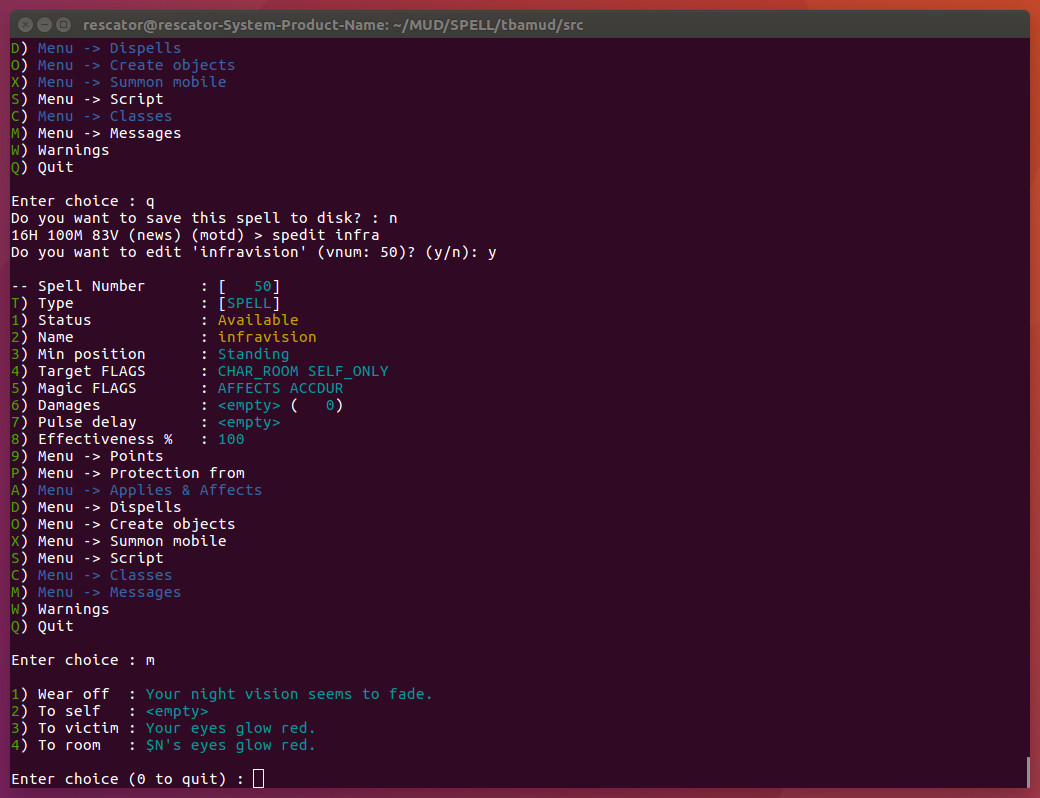 rescator@rescator-System-Product-Name: ~/MUD/SPELL/tbamud/src
D) Menu -> Dispells
O) Menu -> Create objects
X) Menu -> Summon mobile
S) Menu -> Script
C) Menu -> Classes
M) Menu -> Messages
W) Warnings
Q) Quit
Enter choice : q
Do you want to save this spell to disk? : n
16H 100M 83V (news) (motd) > spedit infra
Do you want to edit 'infravision' (vnum: 50)? (y/n): y
-- Spell Number      : [   50]
T) Type              : [SPELL]
1) Status            : Available
2) Name              : infravision
3) Min position      : Standing
4) Target FLAGS      : CHAR_ROOM SELF_ONLY
5) Magic FLAGS       : AFFECTS ACCDUR
6) Damages           : <empty> (   0)
7) Pulse delay       : <empty>
8) Effectiveness %   : 100
9) Menu -> Points
P) Menu -> Protection from
A) Menu -> Applies & Affects
D) Menu -> Dispells
O) Menu -> Create objects
X) Menu -> Summon mobile
S) Menu -> Script
C) Menu -> Classes
M) Menu -> Messages
W) Warnings
Q) Quit
Enter choice : m
1) Wear off  : Your night vision seems to fade.
2) To self   : <empty>
3) To victim : Your eyes glow red.
4) To room   : $N's eyes glow red.
Enter choice (0 to quit) :